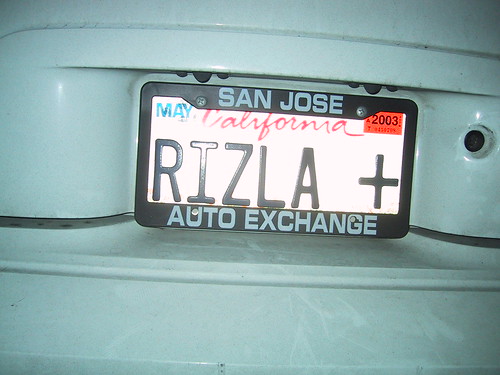 SAN JOSE
MAY California 2003
RIZLA +
AUTO EXCHANGE